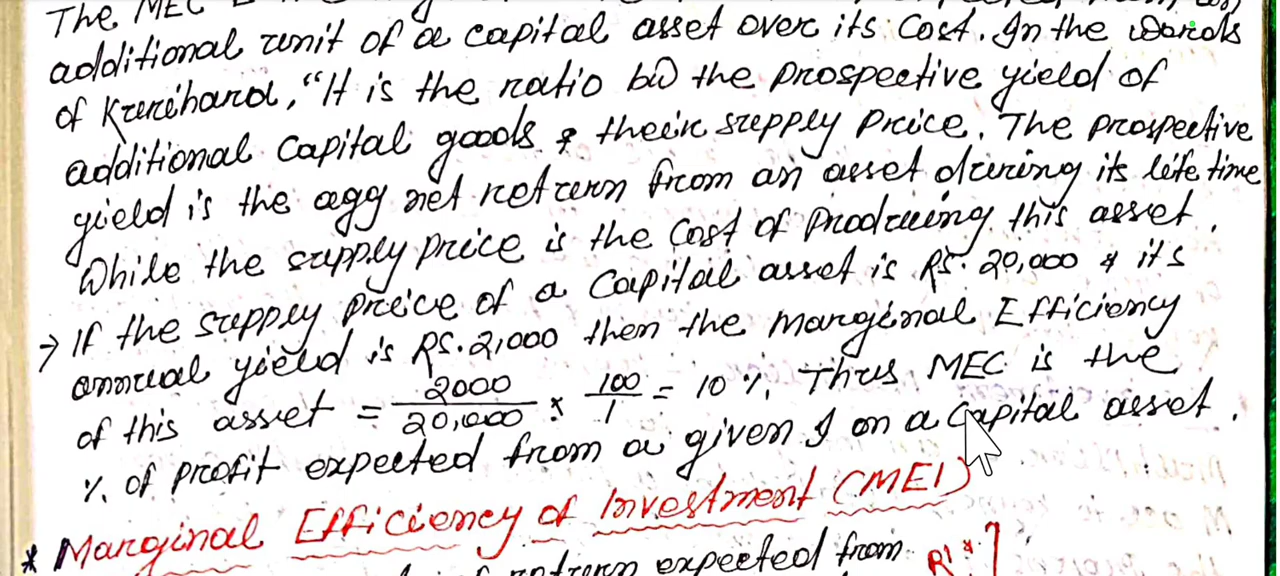 The MEC
additional unit of a capital asset over its Cost. In the words
of Kurihara, "It is the ratio b/w the prospective yield of
additional capital goods & their supply price. The prospective
yield is the agg net return from an asset during its life time
While the supply price is the Cost of Producing this asset.
→ If the supply price of a Capital asset is Rs. 20,000 & its
annual yield is Rs. 2,000 then the Marginal Efficiency
of this asset = 2000/20,000 × 100/1 = 10 %. Thus MEC is the
% of profit expected from a given I on a capital asset.
* Marginal Efficiency of Investment (MEI)
expected from